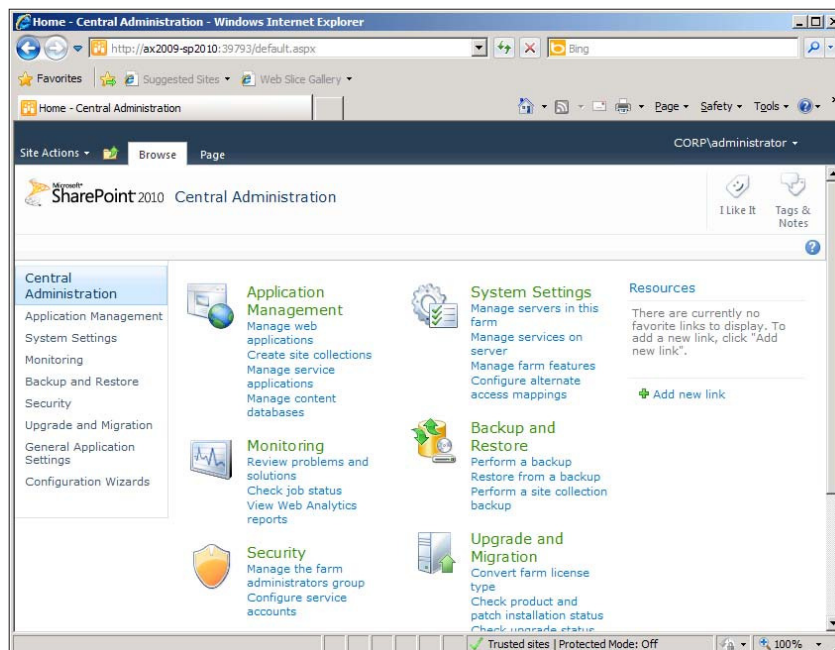 Home - Central Administration - Windows Internet Explorer
http://ax2009-sp2010:39793/default.aspx
Bing
Favorites
Suggested Sites
Web Slice Gallery
Home - Central Administration
Page
Safety
Tools
Site Actions
Browse
Page
CORP\administrator
Microsoft
SharePoint 2010
Central Administration
I Like It
Tags &
Notes
Central
Administration
Application Management
System Settings
Monitoring
Backup and Restore
Security
Upgrade and Migration
General Application
Settings
Configuration Wizards
Application
Management
Manage web
applications
Create site collections
Manage service
applications
Manage content
databases
Monitoring
Review problems and
solutions
Check job status
View Web Analytics
reports
Security
Manage the farm
administrators group
Configure service
accounts
System Settings
Manage servers in this
farm
Manage services on
server
Manage farm features
Configure alternate
access mappings
Backup and
Restore
Perform a backup
Restore from a backup
Perform a site collection
backup
Upgrade and
Migration
Convert farm license
type
Check product and
patch installation status
Check upgrade status
Resources
There are currently no
favorite links to display. To
add a new link, click "Add
new link".
Add new link
Trusted sites | Protected Mode: Off
100%